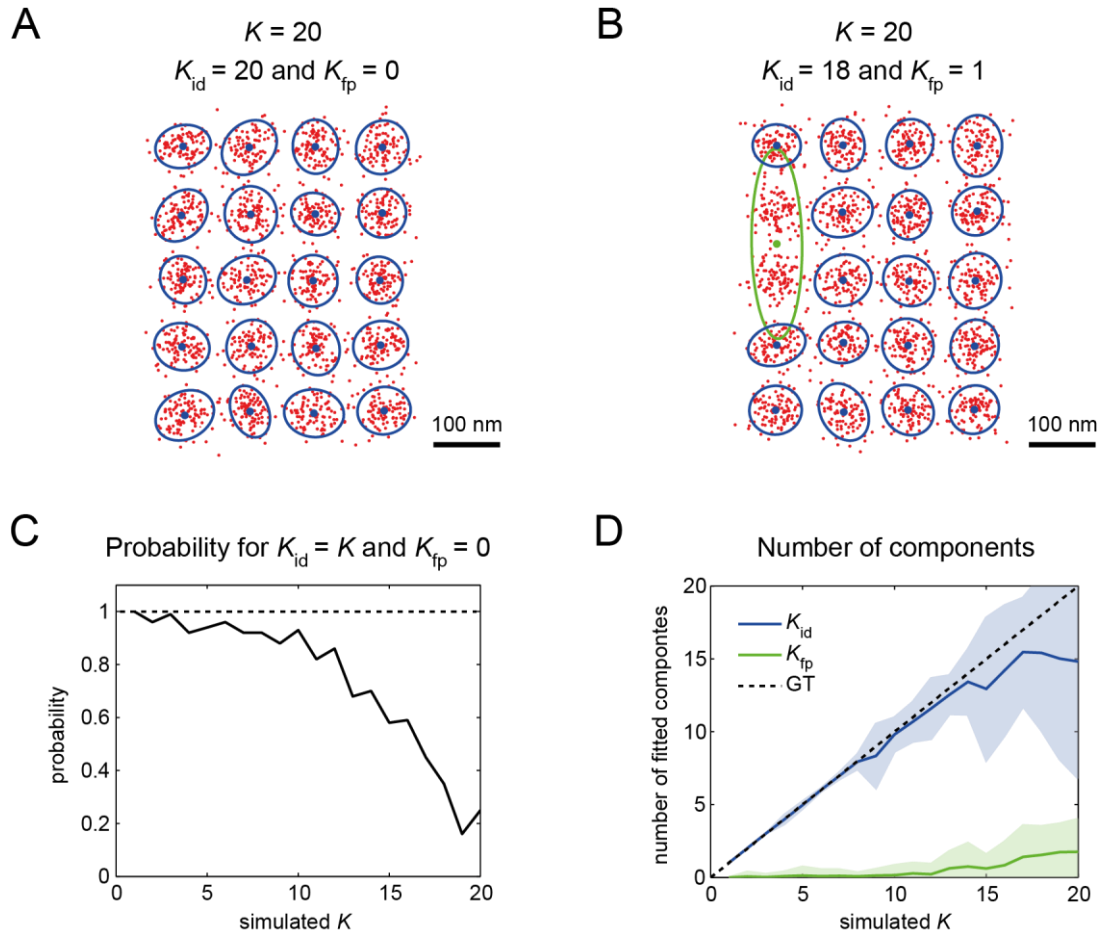 A
K = 20
K_id = 20 and K_fp = 0
100 nm
B
K = 20
K_id = 18 and K_fp = 1
100 nm
C
Probability for K_id = K and K_fp = 0
probability
1
0.8
0.6
0.4
0.2
0
0 5 10 15 20
simulated K
D
Number of components
number of fitted compontes
20
15
10
5
0
K_id
K_fp
GT
0 5 10 15 20
simulated K